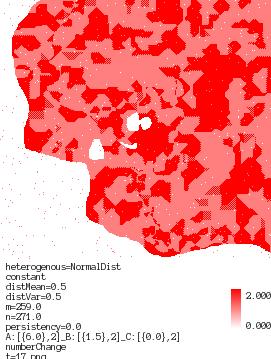 heterogenous=NormalDist
constant
distMean=0.5
distVar=0.5
m=259.0
n=271.0
persistency=0.0
A:[{6.0},2]_B:[{1.5},2]_C:[{0.0},2]
numberChange
t=17.png
2.000
0.000